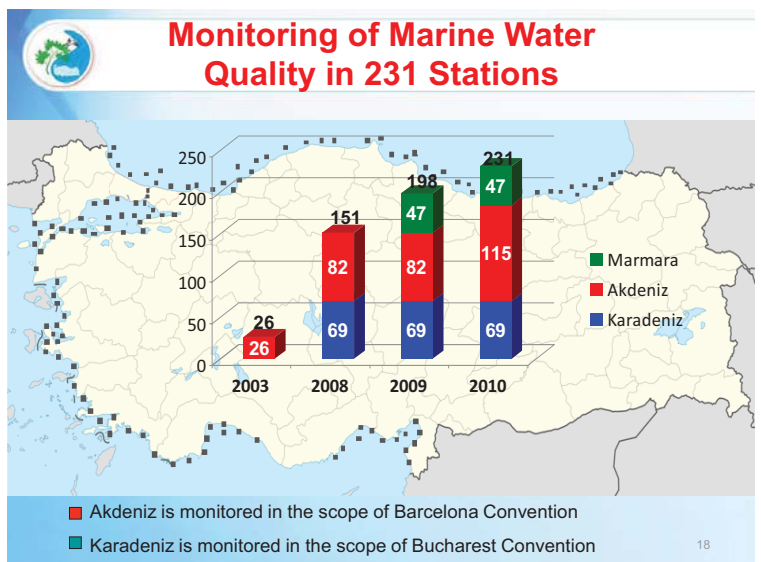 Monitoring of Marine Water
Quality in 231 Stations
250
200
150
100
50
0
26
26
151
82
69
198
47
82
69
231
47
115
69
2003 2008 2009 2010
Marmara
Akdeniz
Karadeniz
Akdeniz is monitored in the scope of Barcelona Convention
Karadeniz is monitored in the scope of Bucharest Convention
18